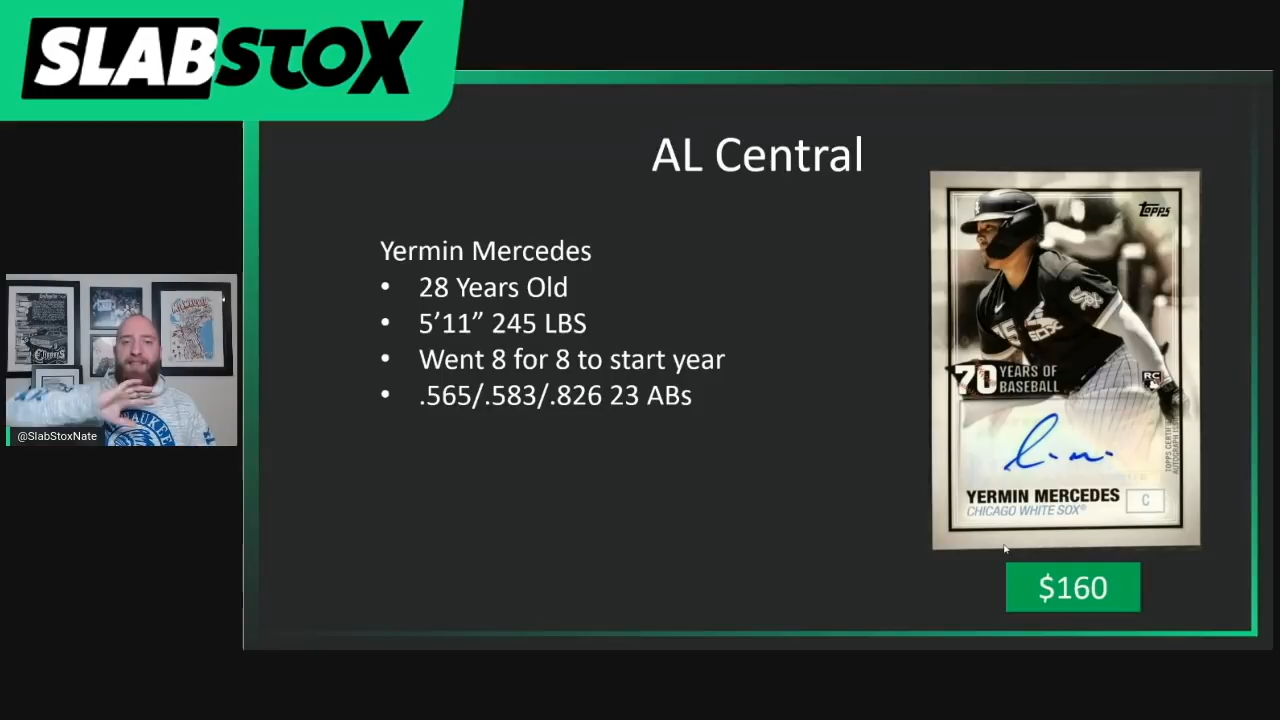 SLABSTOX
AL Central
Yermin Mercedes
• 28 Years Old
• 5’11” 245 LBS
• Went 8 for 8 to start year
• .565/.583/.826 23 ABs
@SlabStoxNate
topps
70 YEARS OF
BASEBALL
RC
YERMIN MERCEDES
C
CHICAGO WHITE SOX®
$160